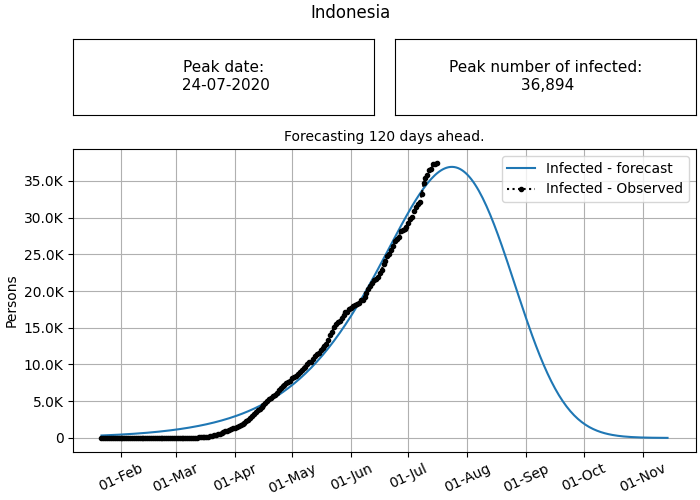 Indonesia
Peak date:
24-07-2020
Peak number of infected:
36,894
Forecasting 120 days ahead.
Infected - forecast
Infected - Observed
Persons
35.0K
30.0K
25.0K
20.0K
15.0K
10.0K
5.0K
0
01-Feb
01-Mar
01-Apr
01-May
01-Jun
01-Jul
01-Aug
01-Sep
01-Oct
01-Nov